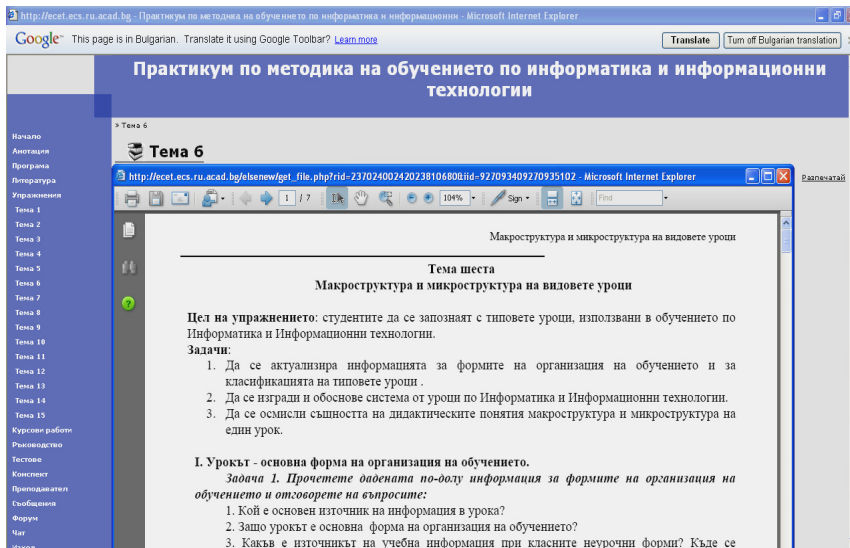 http://ecet.ecs.ru.acad.bg - Практикум по методика на обучението по информатика и информационни - Microsoft Internet Explorer
Google This page is in Bulgarian. Translate it using Google Toolbar? Learn more Translate Turn off Bulgarian translation
Практикум по методика на обучението по информатика и информационни
технологии
» Тема 6
Начало
Анотация
Програма
Литература
Упражнения
Тема 1
Тема 2
Тема 3
Тема 4
Тема 5
Тема 6
Тема 7
Тема 8
Тема 9
Тема 10
Тема 11
Тема 12
Тема 13
Тема 14
Тема 15
Курсови работи
Ръководство
Тестове
Конспект
Преподавател
Съобщения
Форум
Чат
Изход
Тема 6
Разпечатай
http://ecet.ecs.ru.acad.bg/elsenew/get_file.php?rid=23702400242023810680&iid=927093409270935102 - Microsoft Internet Explorer
1 / 7 104% Sign Find
Макроструктура и микроструктура на видовете уроци
Тема шеста
Макроструктура и микроструктура на видовете уроци
Цел на упражнението: студентите да се запознаят с типовете уроци, използвани в обучението по
Информатика и Информационни технологии.
Задачи:
1. Да се актуализира информацията за формите на организация на обучението и за
класификацията на типовете уроци .
2. Да се изгради и обоснове система от уроци по Информатика и Информационни технологии.
3. Да се осмисли същността на дидактическите понятия макроструктура и микроструктура на
един урок.
I. Урокът - основна форма на организация на обучението.
Задача 1. Прочетете дадената по-долу информация за формите на организация на
обучението и отговорете на въпросите:
1. Кой е основен източник на информация в урока?
2. Защо урокът е основна форма на организация на обучението?
3. Какъв е източникът на учебна информация при класните неурочни форми? Къде се